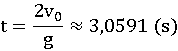 t = 2v₀/g ≈ 3,0591 (s)